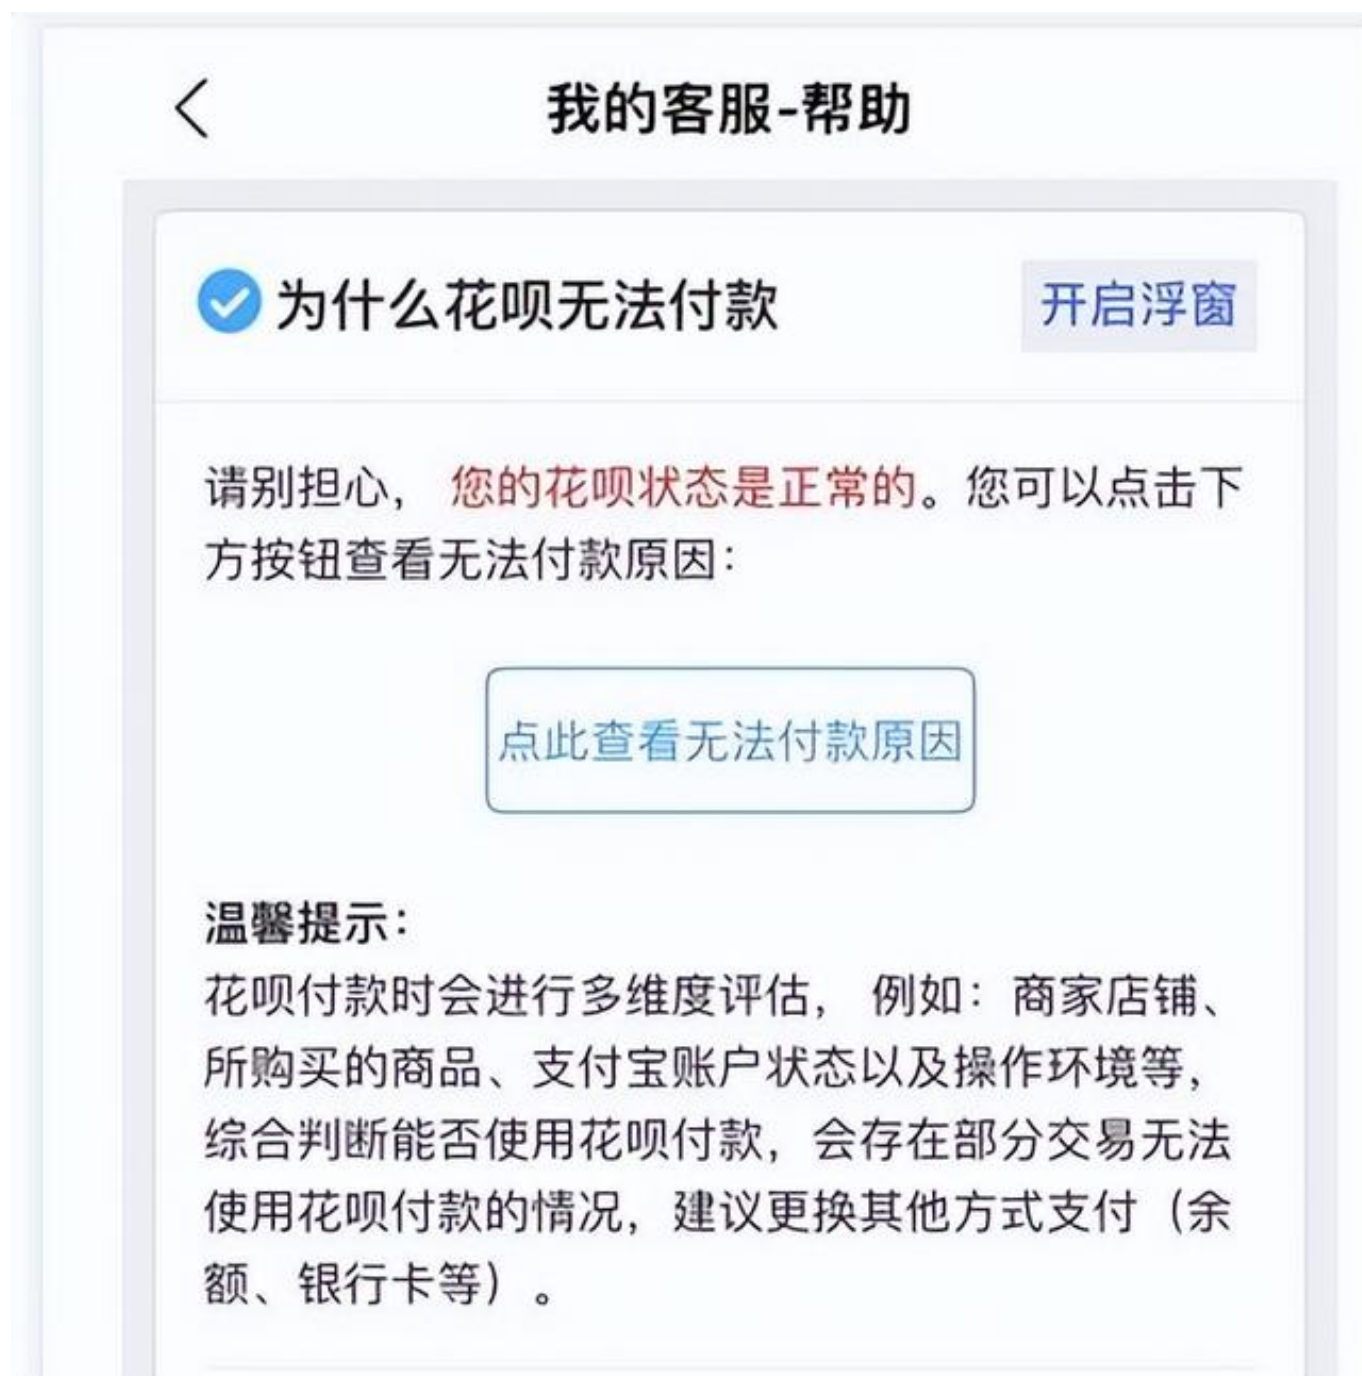 我的客服-帮助
为什么花呗无法付款
开启浮窗
请别担心，您的花呗状态是正常的。您可以点击下
方按钮查看无法付款原因：
点此查看无法付款原因
温馨提示：
花呗付款时会进行多维度评估，例如：商家店铺、
所购买的商品、支付宝账户状态以及操作环境等，
综合判断能否使用花呗付款，会存在部分交易无法
使用花呗付款的情况，建议更换其他方式支付（余
额、银行卡等）。